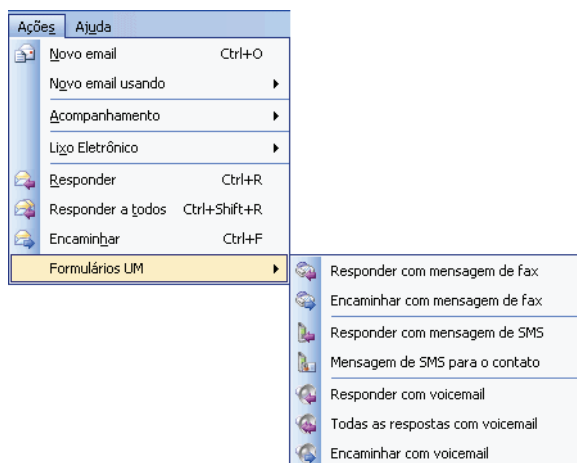 Ações Ajuda
Novo email Ctrl+O
Novo email usando
Acompanhamento
Lixo Eletrônico
Responder Ctrl+R
Responder a todos Ctrl+Shift+R
Encaminhar Ctrl+F
Formulários UM
Responder com mensagem de fax
Encaminhar com mensagem de fax
Responder com mensagem de SMS
Mensagem de SMS para o contato
Responder com voicemail
Todas as respostas com voicemail
Encaminhar com voicemail